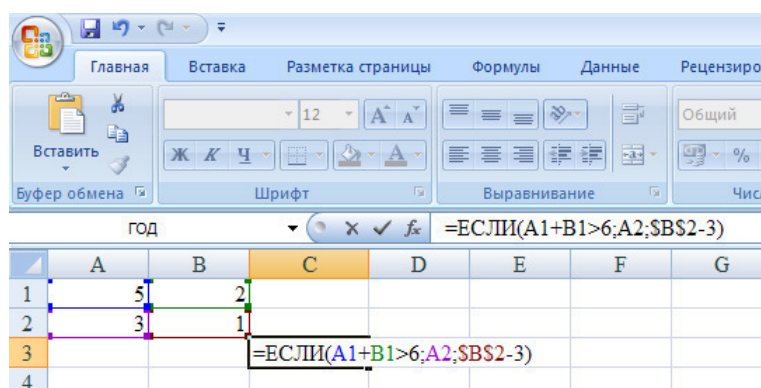 Главная Вставка Разметка страницы Формулы Данные Рецензиро
12 А А Общий
Вставить Ж К Ч А %
Буфер обмена Шрифт Выравнивание Чис
год fx =ЕСЛИ(A1+B1>6;A2;$B$2-3)
A B C D E F G
1 5 2
2 3 1
3 =ЕСЛИ(A1+B1>6;A2;$B$2-3)
4